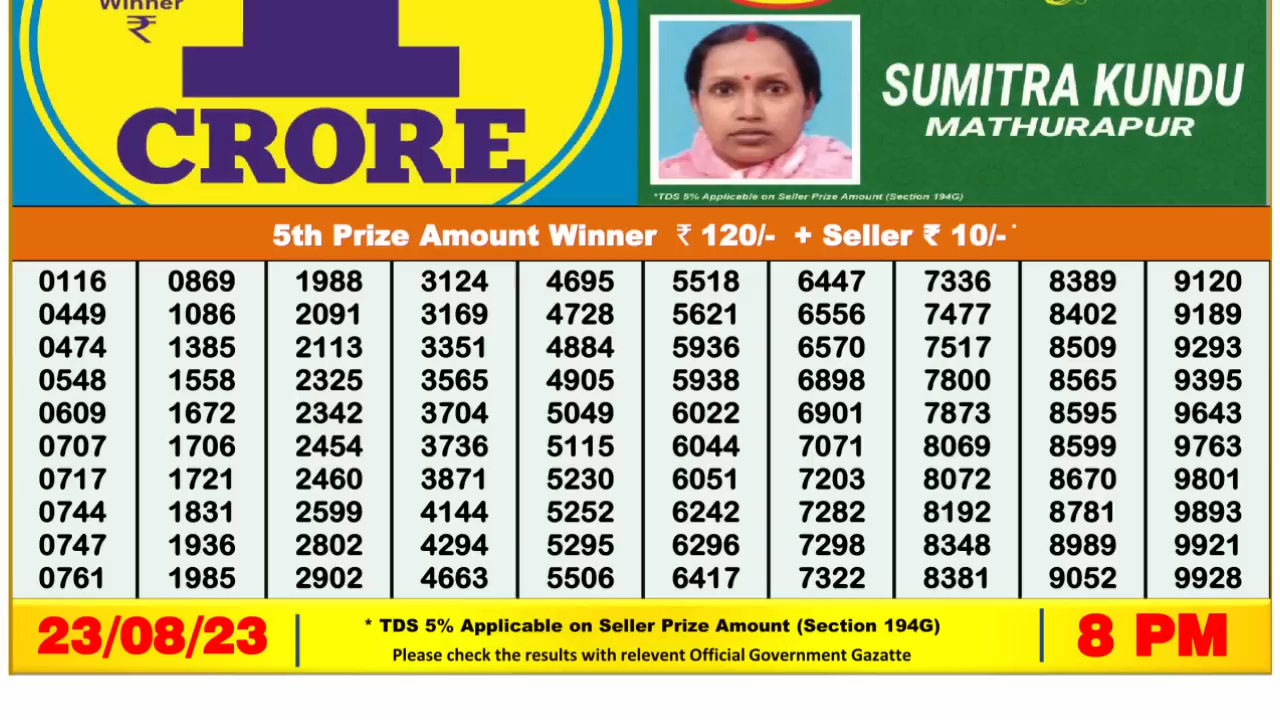 Winner
₹
1
CRORE
SUMITRA KUNDU
MATHURAPUR
*TDS 5% Applicable on Seller Prize Amount (Section 194G)
5th Prize Amount Winner ₹ 120/- + Seller ₹ 10/- *
0116 0869 1988 3124 4695 5518 6447 7336 8389 9120
0449 1086 2091 3169 4728 5621 6556 7477 8402 9189
0474 1385 2113 3351 4884 5936 6570 7517 8509 9293
0548 1558 2325 3565 4905 5938 6898 7800 8565 9395
0609 1672 2342 3704 5049 6022 6901 7873 8595 9643
0707 1706 2454 3736 5115 6044 7071 8069 8599 9763
0717 1721 2460 3871 5230 6051 7203 8072 8670 9801
0744 1831 2599 4144 5252 6242 7282 8192 8781 9893
0747 1936 2802 4294 5295 6296 7298 8348 8989 9921
0761 1985 2902 4663 5506 6417 7322 8381 9052 9928
23/08/23
* TDS 5% Applicable on Seller Prize Amount (Section 194G)
Please check the results with relevent Official Government Gazatte
8 PM